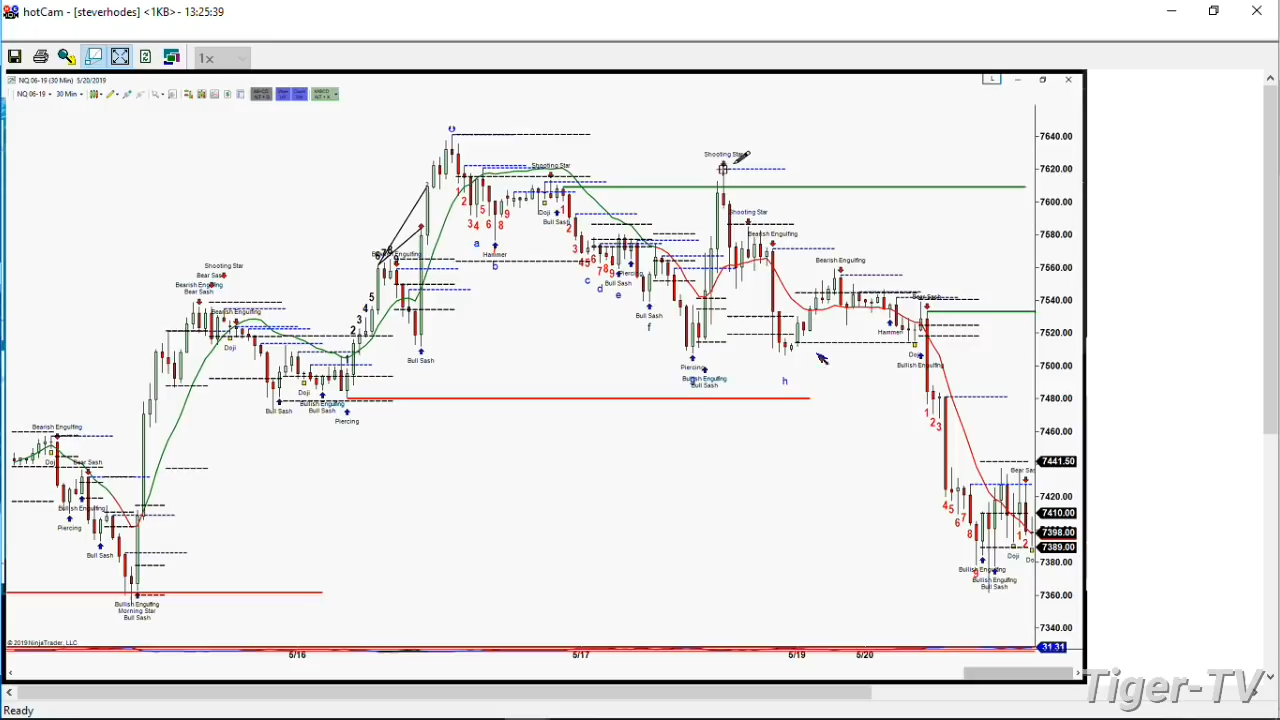 hotCam - [steverhodes] <1KB> - 13:25:39
1x
NQ 06-19 (30 Min) 5/20/2019
NQ 06-19
30 Min
7640.00
7620.00
7600.00
7580.00
7560.00
7540.00
7520.00
7500.00
7480.00
7460.00
7441.50
7420.00
7410.00
7398.00
7389.00
7380.00
7360.00
7340.00
31.31
Shooting Star
Shooting Star
Shooting Star
Bearish Engulfing
Bearish Engulfing
Bear Sash
Shooting Star
Bear Sash
Bearish Engulfing
Bear Sash
Bearish Engulfing
Doji
Bull Sash
Doji
Bullish Engulfing
Bull Sash
Piercing
Bull Sash
Hammer
Doji
Bull Sash
Piercing
Bull Sash
Bull Sash
Piercing
Bullish Engulfing
Bull Sash
Hammer
Bear Sash
Bullish Engulfing
Bearish Engulfing
Bear Sash
Bullish Engulfing
Piercing
Bull Sash
Bullish Engulfing
Morning Star
Bull Sash
Doji
Bullish Engulfing
Bullish Engulfing
Bull Sash
a
b
c
d
e
f
h
© 2019 NinjaTrader, LLC
5/16
5/17
5/19
5/20
Ready
Tiger-TV